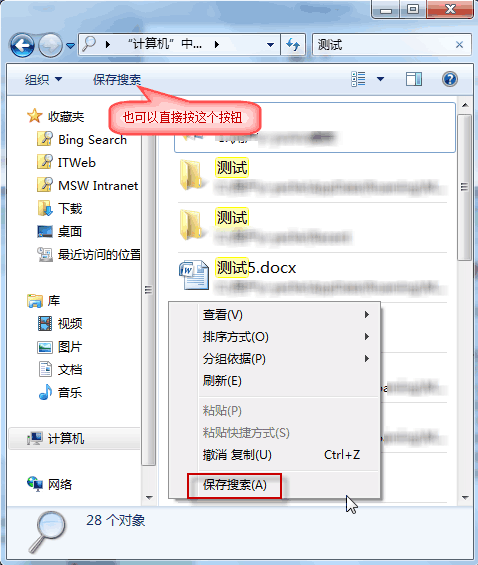 “计算机”中...
测试
组织
保存搜索
也可以直接按这个按钮
收藏夹
Bing Search
ITWeb
MSW Intranet
下载
桌面
最近访问的位置
库
视频
图片
文档
音乐
计算机
网络
测试
测试
测试5.docx
查看(V)
排序方式(O)
分组依据(P)
刷新(E)
粘贴(P)
粘贴快捷方式(S)
撤消 复制(U) Ctrl+Z
保存搜索(A)
28 个对象